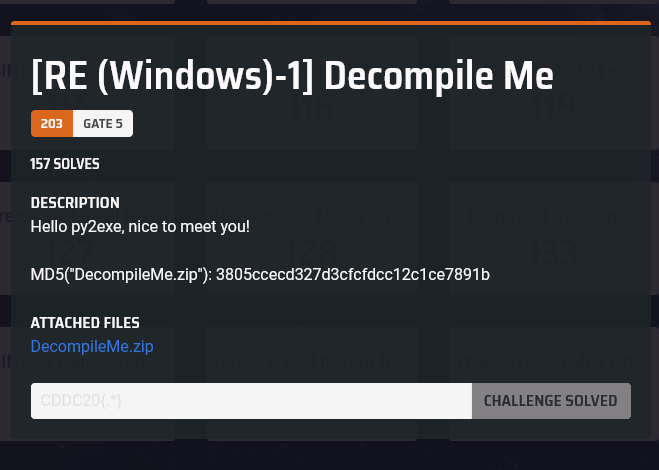 [RE (Windows)-1] Decompile Me
203 GATE 5
157 SOLVES
DESCRIPTION
Hello py2exe, nice to meet you!
MD5("DecompileMe.zip"): 3805ccecd327d3cfcfdcc12c1ce7891b
ATTACHED FILES
DecompileMe.zip
CDDC20{.*} CHALLENGE SOLVED